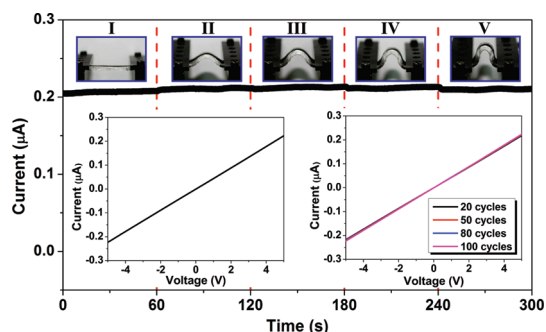 I II III IV V
0.3
0.2
0.1
0.0
Current (µA)
0 60 120 180 240 300
Time (s)
0.3
0.2
0.1
0.0
-0.1
-0.2
-0.3
Current (µA)
-4 -2 0 2 4
Voltage (V)
0.3
0.2
0.1
0.0
-0.1
-0.2
-0.3
Current (µA)
20 cycles
50 cycles
80 cycles
100 cycles
-4 -2 0 2 4
Voltage (V)